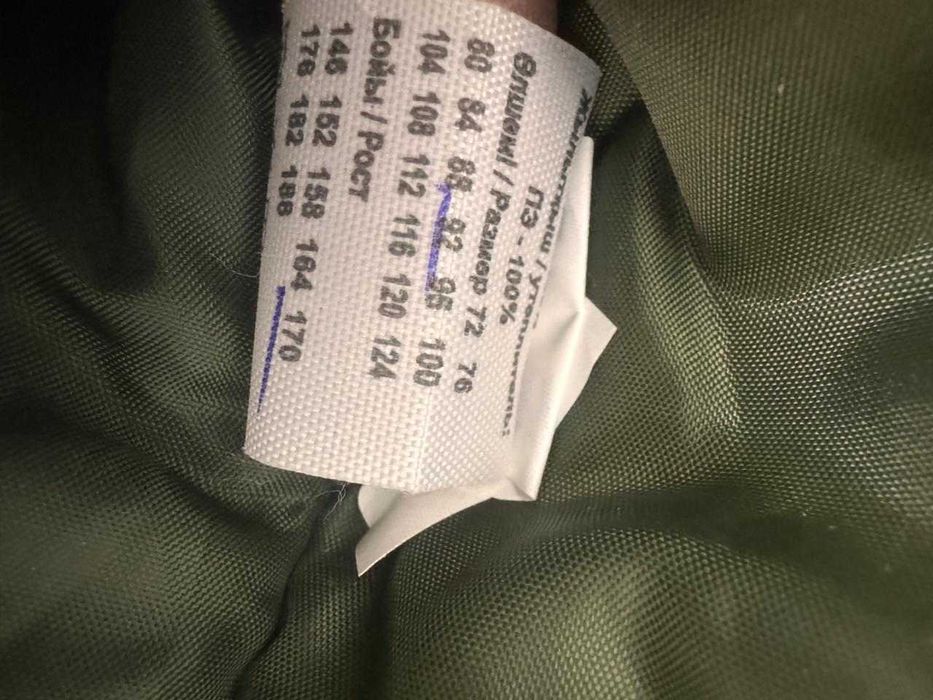 ПЭ - 100%
Өлшемі / Размер 72 76
80 84 88 92 96 100
104 108 112 116 120 124
Бойы / Рост
146 152 158 164 170
176 182 188